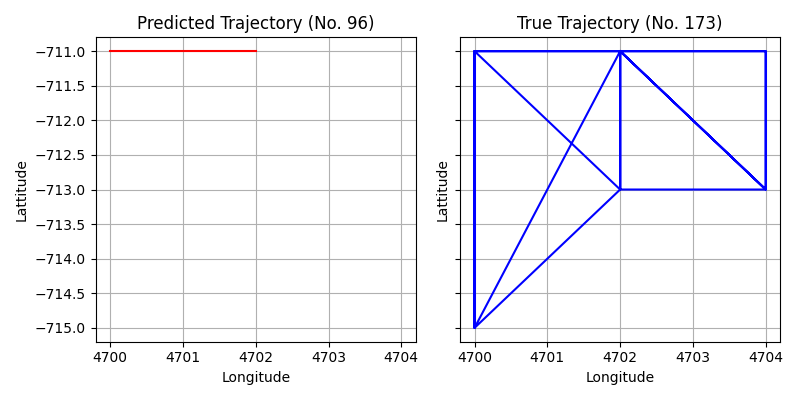 Predicted Trajectory (No. 96)
True Trajectory (No. 173)
−711.0
−711.5
−712.0
−712.5
−713.0
−713.5
−714.0
−714.5
−715.0
Lattitude
Lattitude
4700 4701 4702 4703 4704
4700 4701 4702 4703 4704
Longitude
Longitude